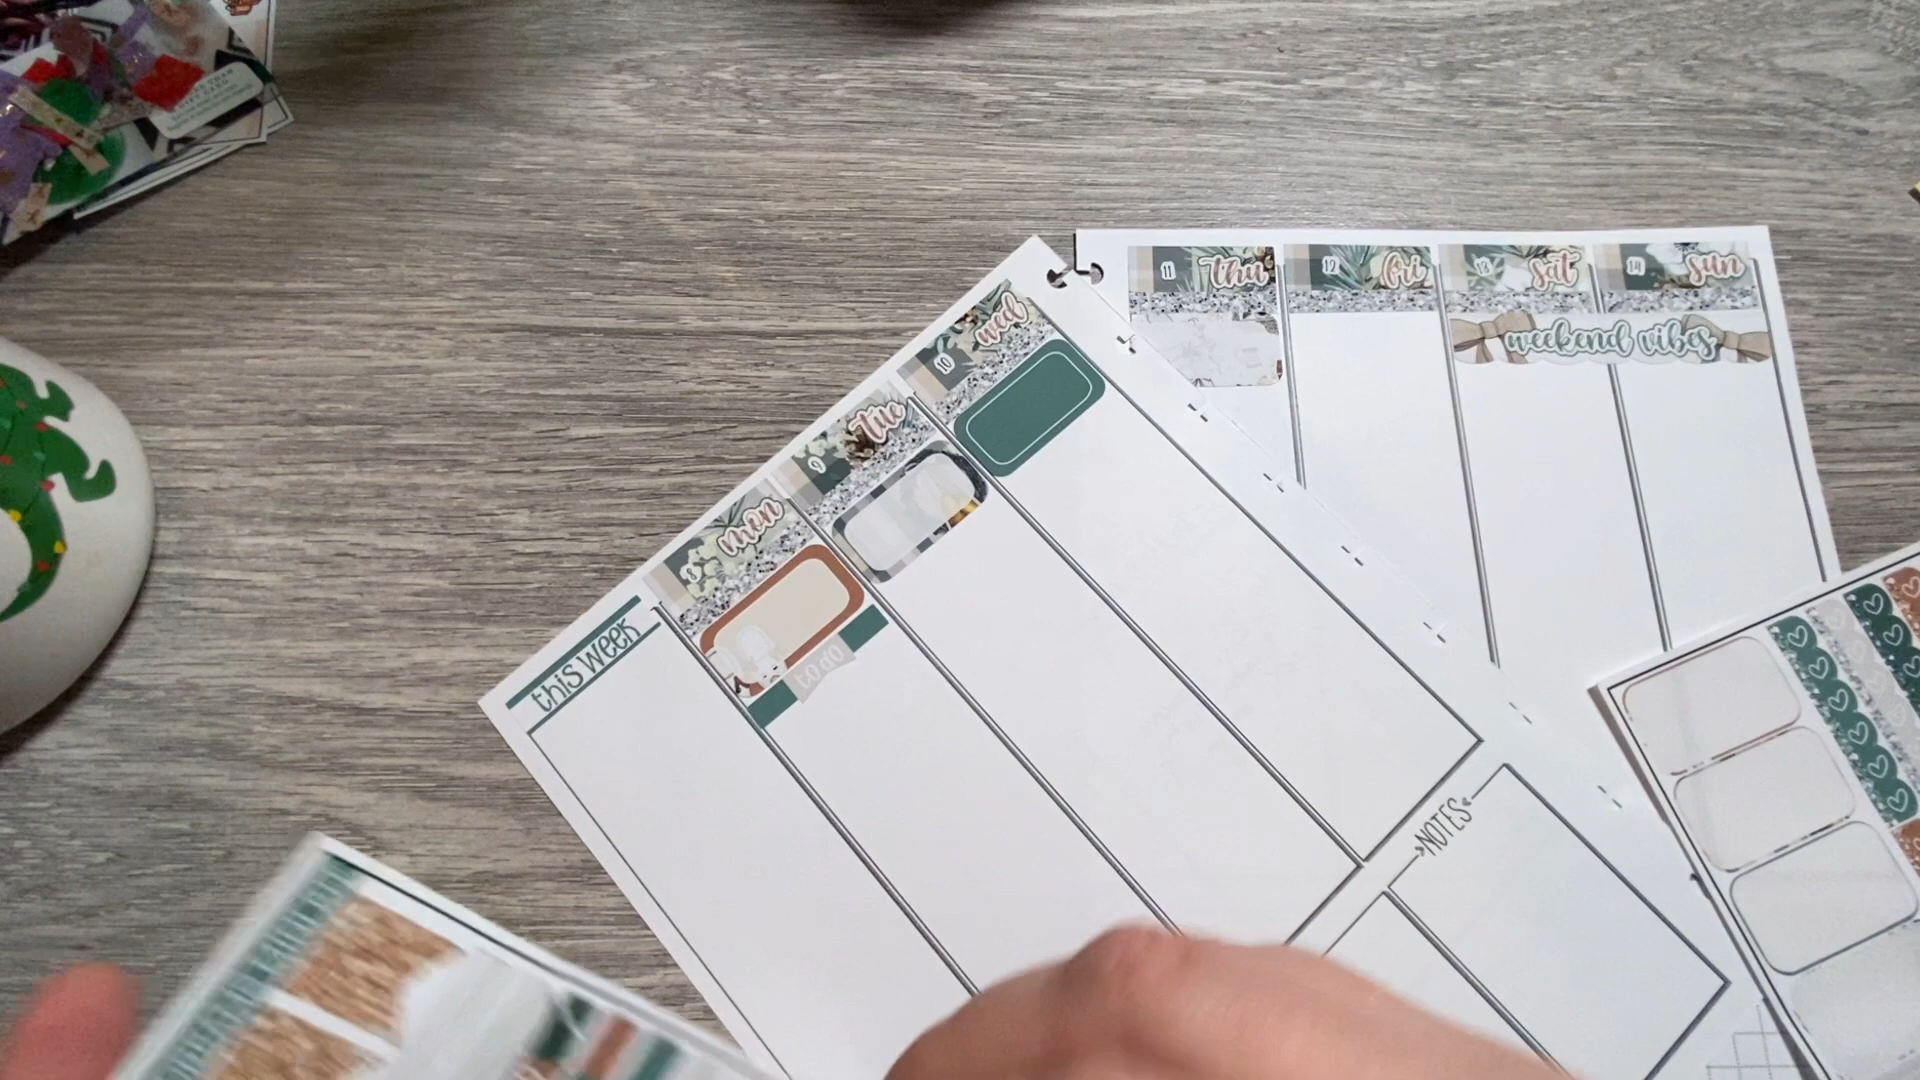 this week
8 mon
9 tue
10 wed
to do
11 thu
12 fri
13 sat
14 sun
weekend vibes
»NOTES«